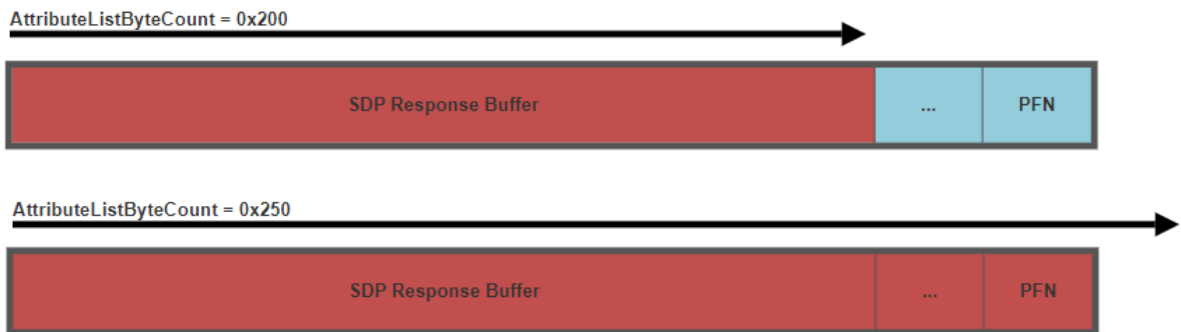 AttributeListByteCount = 0x200
SDP Response Buffer ... PFN
AttributeListByteCount = 0x250
SDP Response Buffer ... PFN